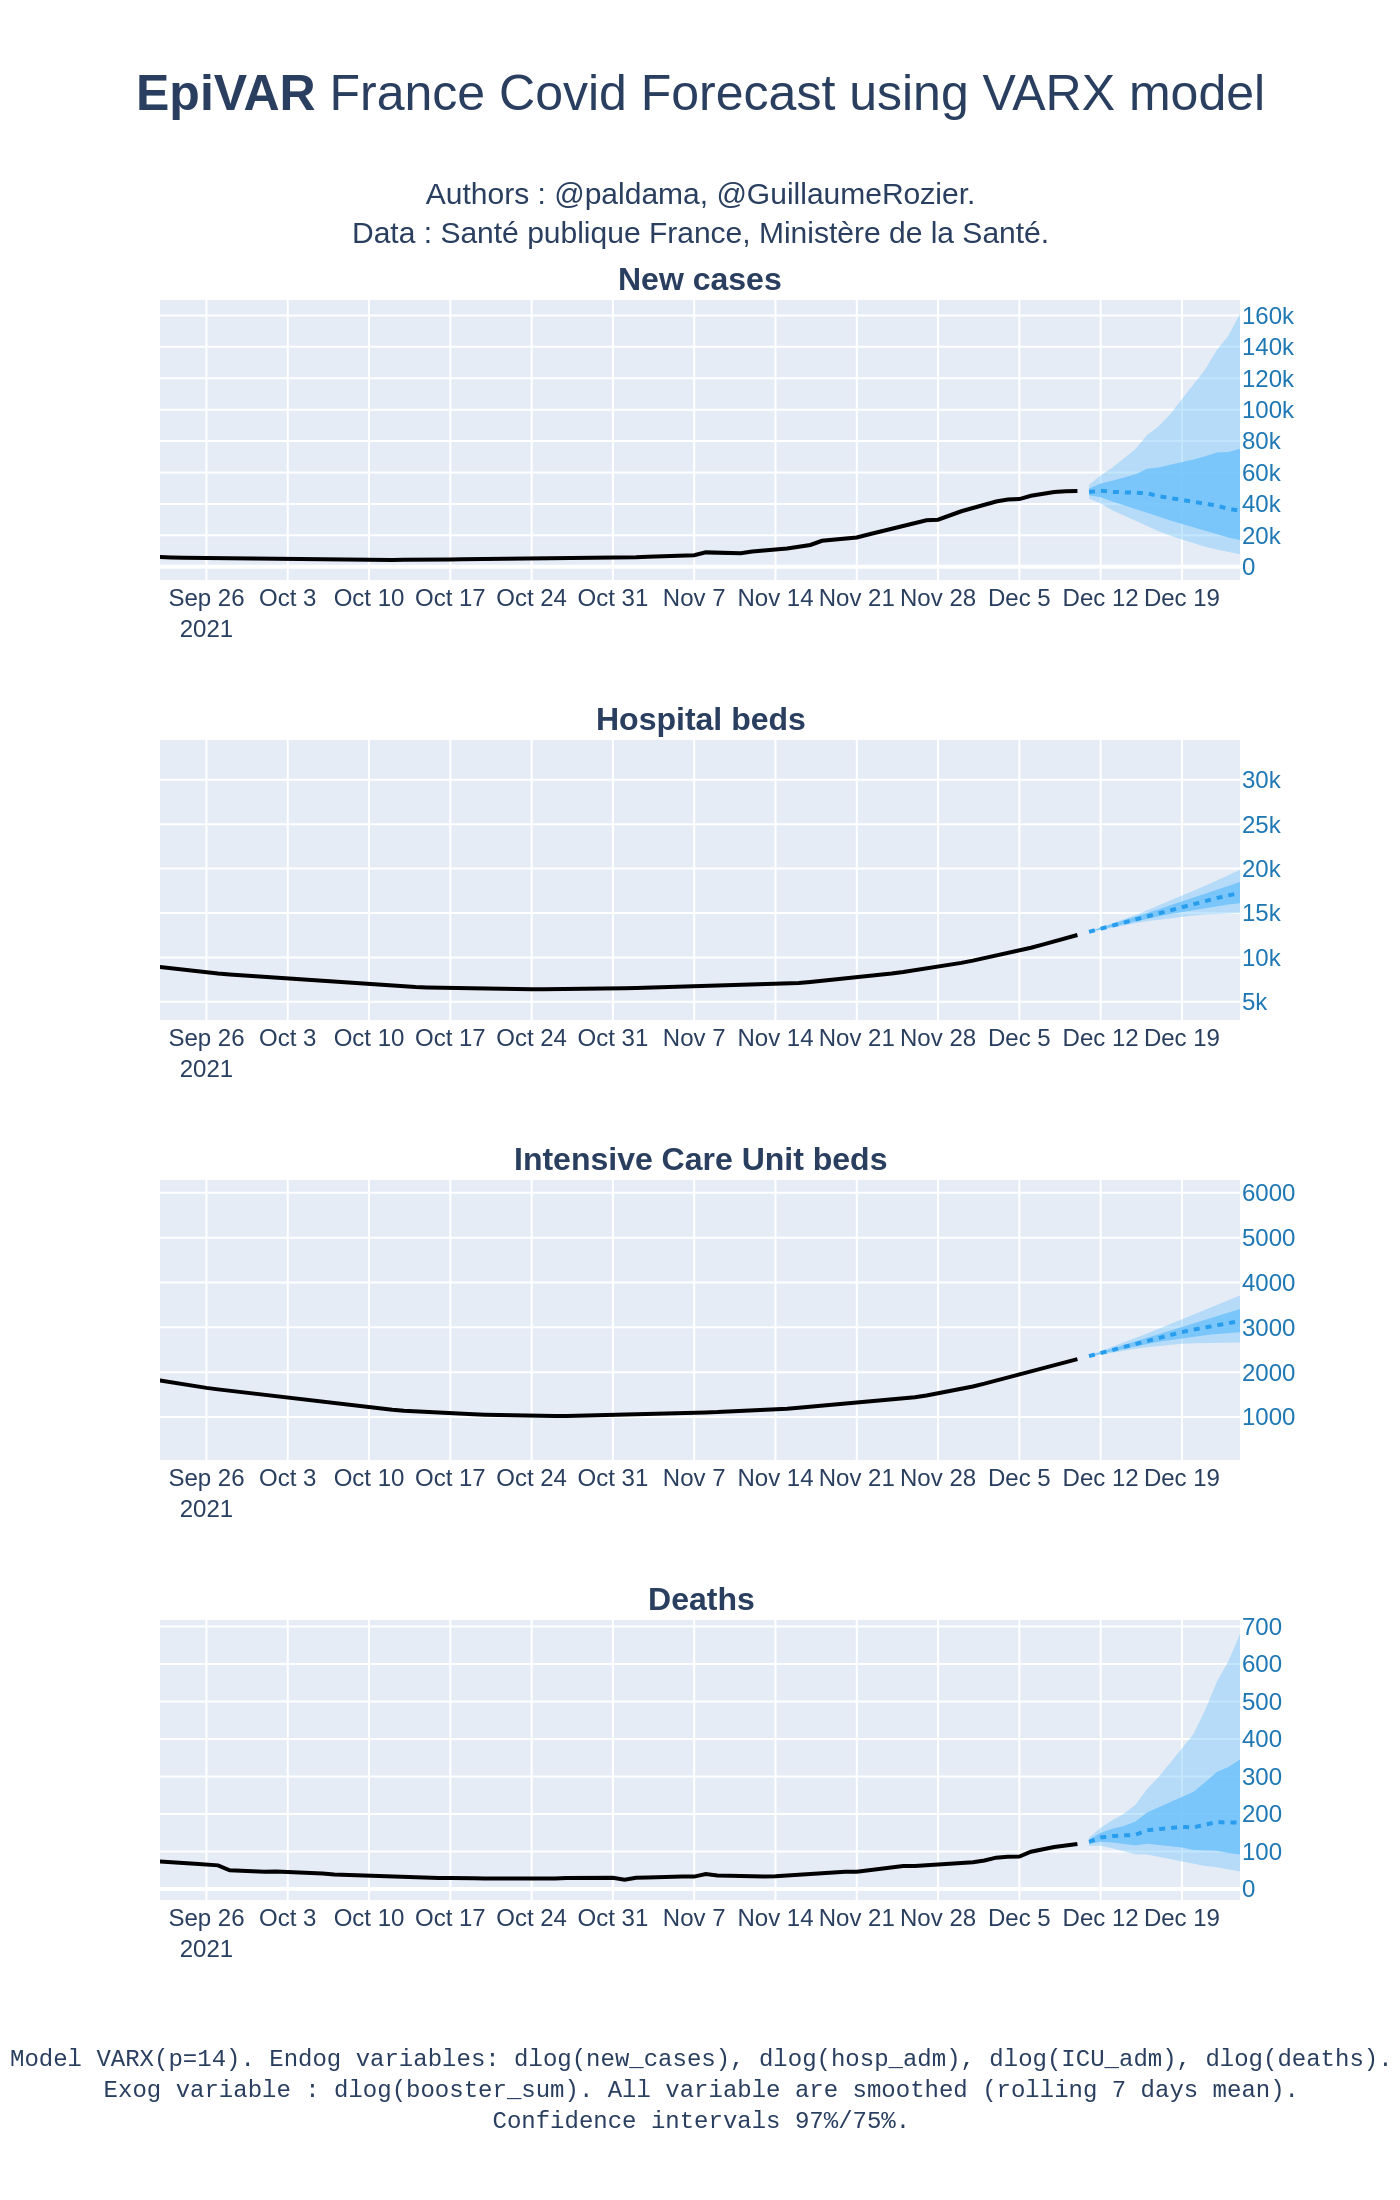 EpiVAR France Covid Forecast using VARX model
Authors : @paldama, @GuillaumeRozier.
Data : Santé publique France, Ministère de la Santé.
New cases
160k
140k
120k
100k
80k
60k
40k
20k
0
Sep 26 Oct 3 Oct 10 Oct 17 Oct 24 Oct 31 Nov 7 Nov 14 Nov 21 Nov 28 Dec 5 Dec 12 Dec 19
2021
Hospital beds
30k
25k
20k
15k
10k
5k
Sep 26 Oct 3 Oct 10 Oct 17 Oct 24 Oct 31 Nov 7 Nov 14 Nov 21 Nov 28 Dec 5 Dec 12 Dec 19
2021
Intensive Care Unit beds
6000
5000
4000
3000
2000
1000
Sep 26 Oct 3 Oct 10 Oct 17 Oct 24 Oct 31 Nov 7 Nov 14 Nov 21 Nov 28 Dec 5 Dec 12 Dec 19
2021
Deaths
700
600
500
400
300
200
100
0
Sep 26 Oct 3 Oct 10 Oct 17 Oct 24 Oct 31 Nov 7 Nov 14 Nov 21 Nov 28 Dec 5 Dec 12 Dec 19
2021
Model VARX(p=14). Endog variables: dlog(new_cases), dlog(hosp_adm), dlog(ICU_adm), dlog(deaths).
Exog variable : dlog(booster_sum). All variable are smoothed (rolling 7 days mean).
Confidence intervals 97%/75%.